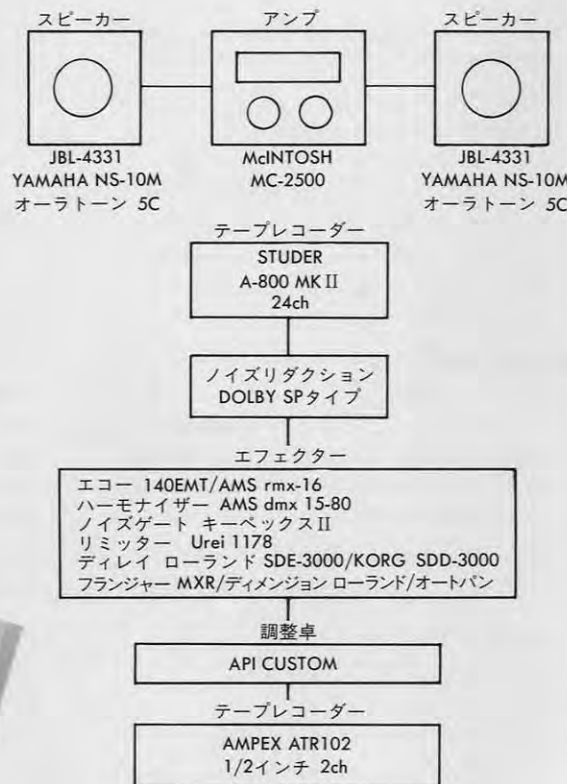 スピーカー
アンプ
スピーカー
JBL-4331
YAMAHA NS-10M
オーラトーン 5C
McINTOSH
MC-2500
JBL-4331
YAMAHA NS-10M
オーラトーン 5C
テープレコーダー
STUDER
A-800 MKⅡ
24ch
ノイズリダクション
DOLBY SPタイプ
エフェクター
エコー 140EMT/AMS rmx-16
ハーモナイザー AMS dmx 15-80
ノイズゲート キーペックスⅡ
リミッター Urei 1178
ディレイ ローランド SDE-3000/KORG SDD-3000
フランジャー MXR/ディメンジョン ローランド/オートパン
調整卓
API CUSTOM
テープレコーダー
AMPEX ATR102
1/2インチ 2ch